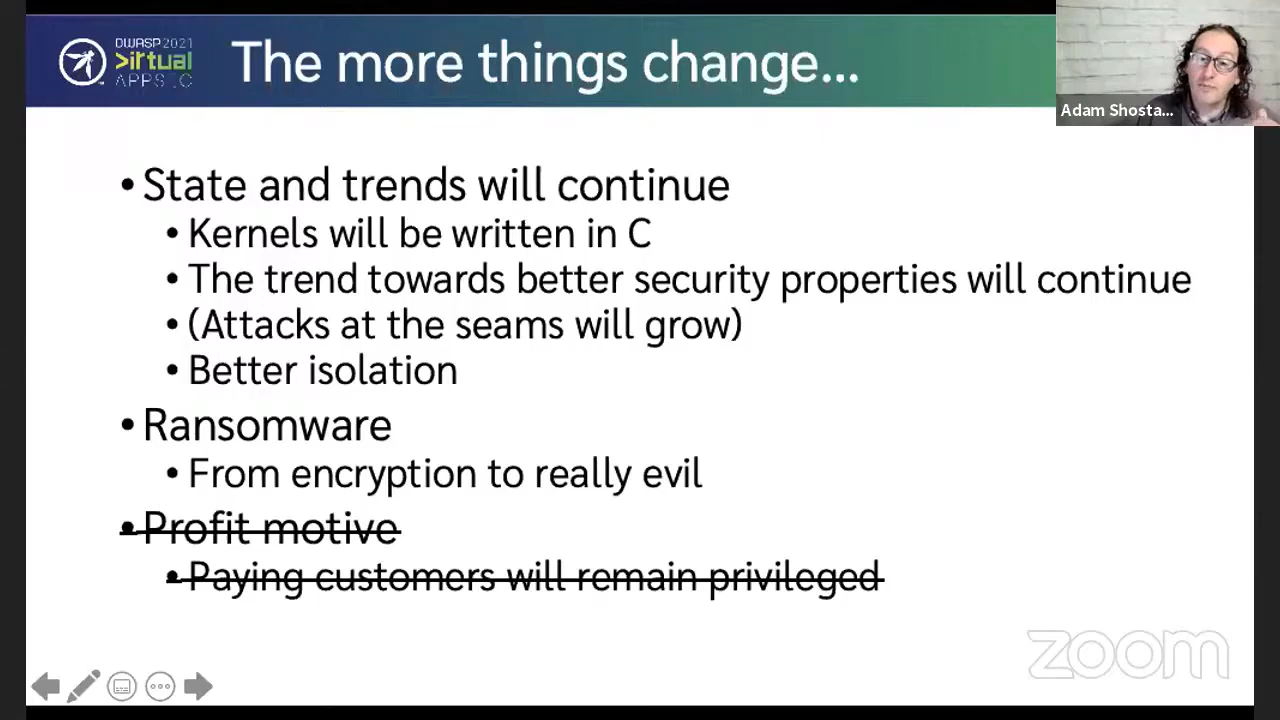 OWASP 2021
>irtual
APPSEC
The more things change...
Adam Shosta...
• State and trends will continue
• Kernels will be written in C
• The trend towards better security properties will continue
• (Attacks at the seams will grow)
• Better isolation
• Ransomware
• From encryption to really evil
• Profit motive
• Paying customers will remain privileged
zoom